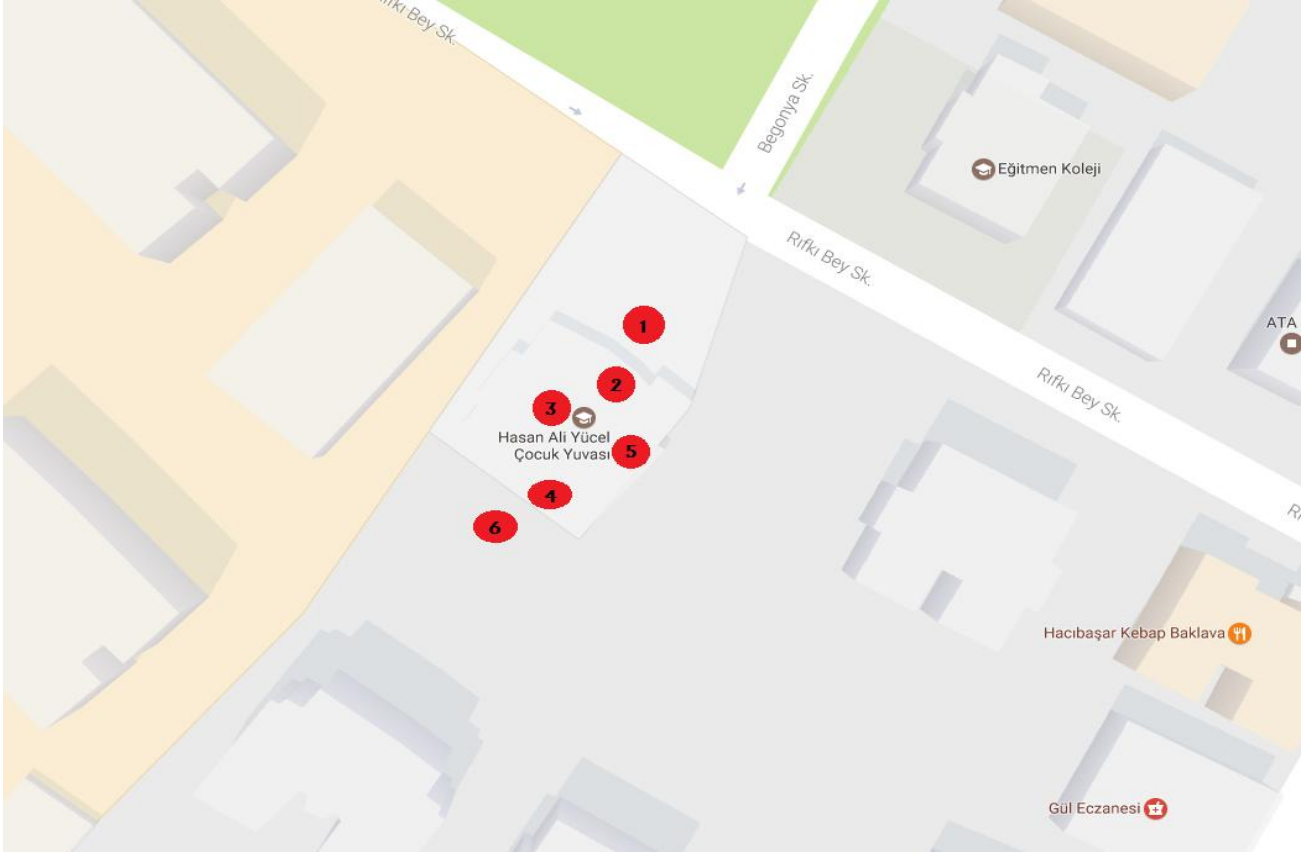 Rıfkı Bey Sk.
Begonya Sk.
Eğitmen Koleji
Rıfkı Bey Sk.
ATA
1
2
3
Hasan Ali Yücel
Çocuk Yuvası
5
4
6
Rıfkı Bey Sk.
Hacıbaşar Kebap Baklava
Gül Eczanesi